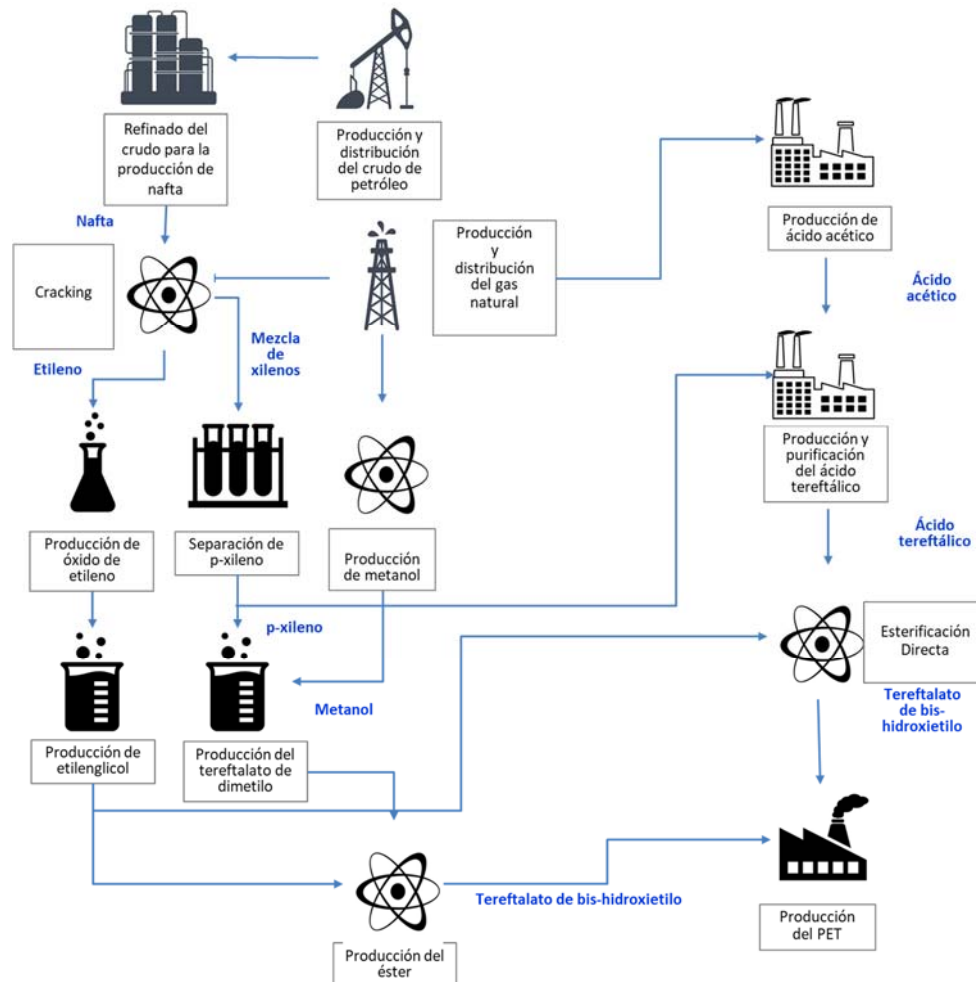 Refinado del
crudo para la
producción de
nafta
Producción y
distribución
del crudo de
petróleo
Producción de
ácido acético
Nafta
Producción
y
distribución
del gas
natural
Cracking
Ácido
acético
Mezcla
de
xilenos
Etileno
Producción y
purificación
del ácido
tereftálico
Producción de
óxido de
etileno
Separación de
p-xileno
Producción
de metanol
Ácido
tereftálico
p-xileno
Esterificación
Directa
Metanol
Tereftalato
de bis-
hidroxietilo
Producción de
etilenglicol
Producción del
tereftalato de
dimetilo
Tereftalato de bis-hidroxietilo
Producción
del PET
Producción del
éster